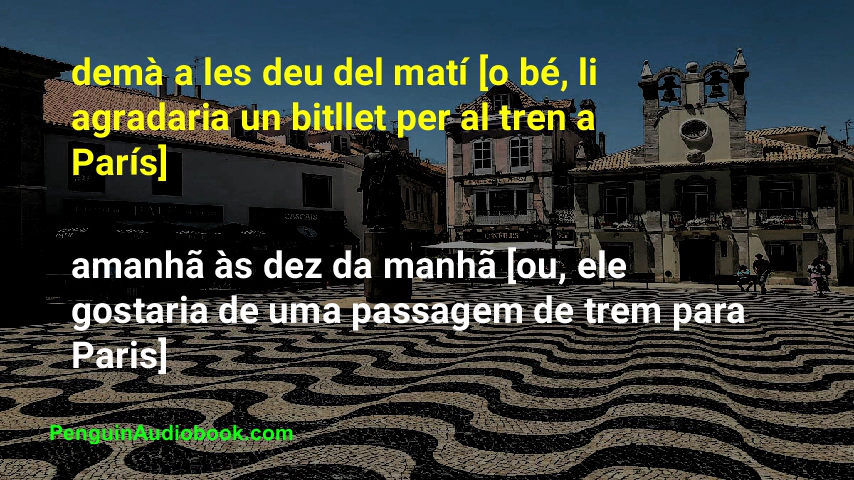 demà a les deu del matí [o bé, li
agradaria un bitllet per al tren a
París]
amanhã às dez da manhã [ou, ele
gostaria de uma passagem de trem para
Paris]
PenguinAudiobook.com